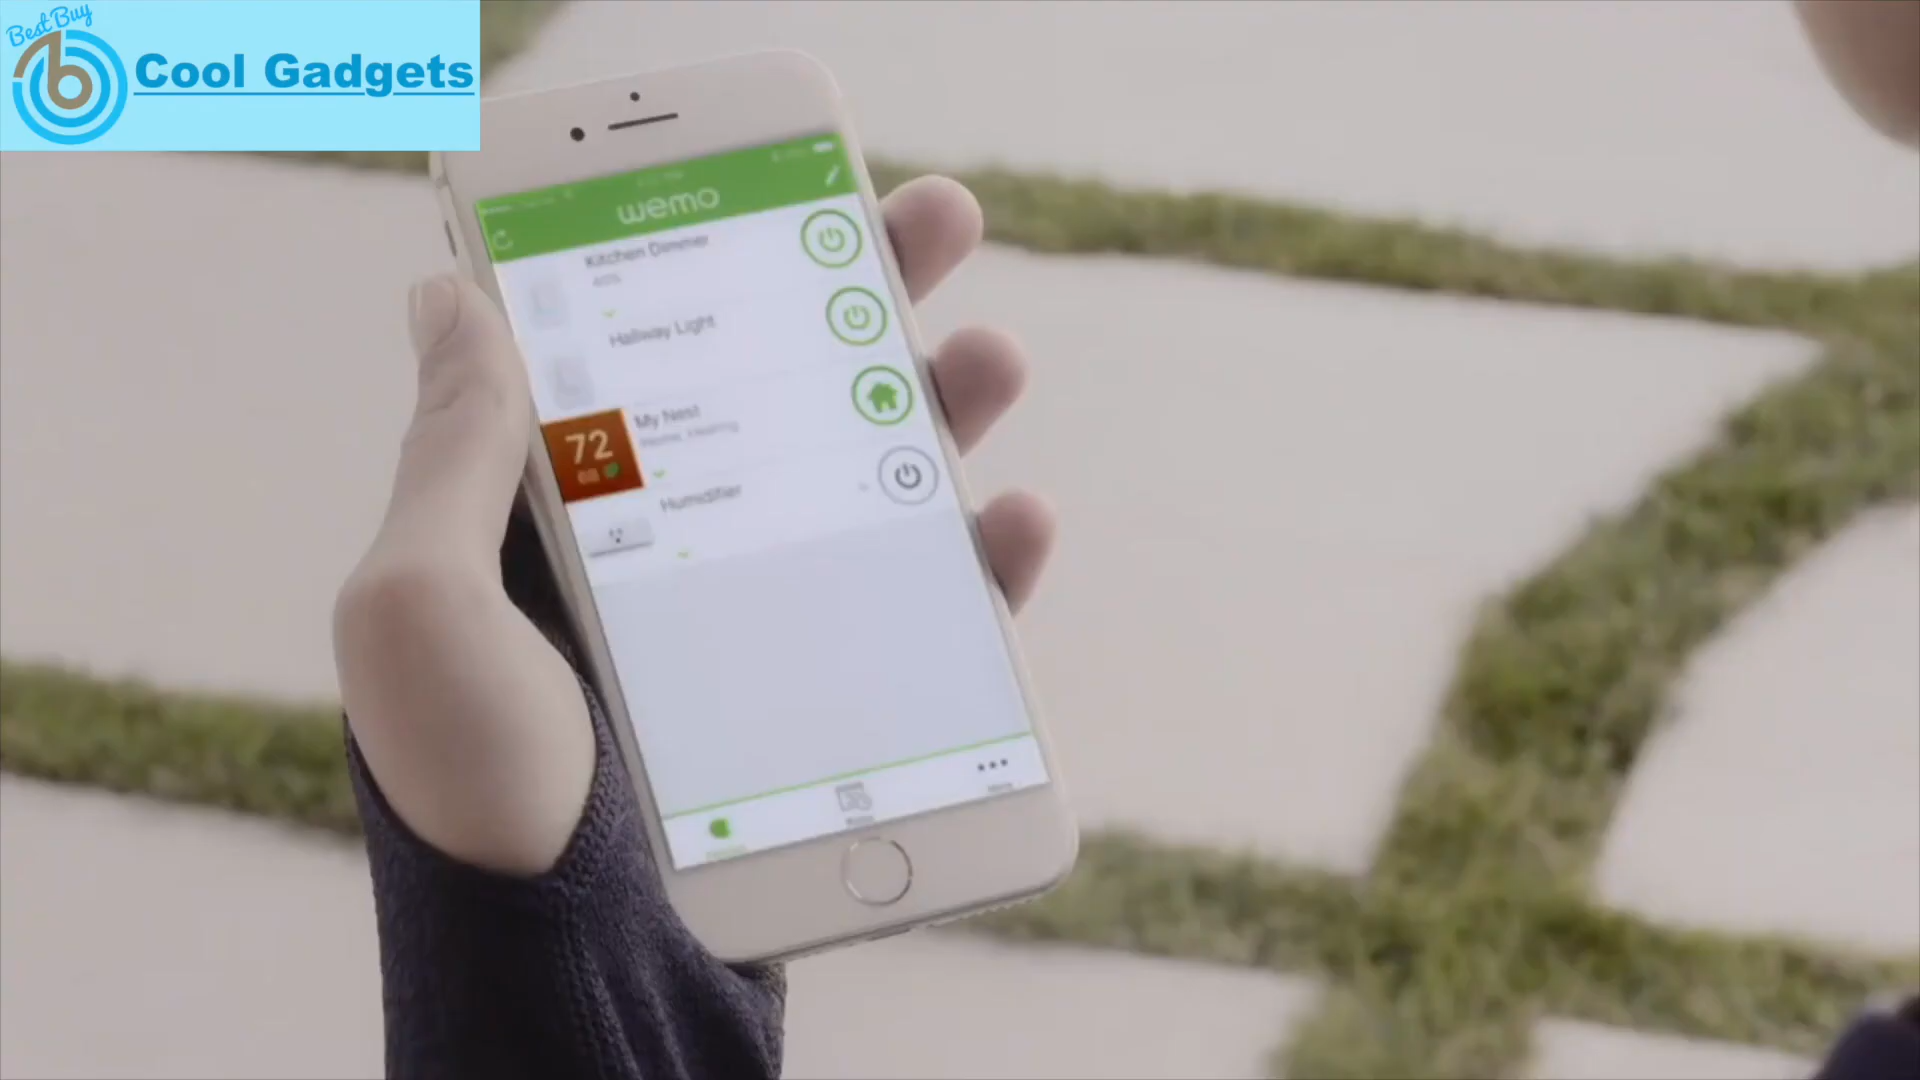 Best Buy
Cool Gadgets
wemo
Kitchen Dimmer
Hallway Light
My Nest
72
Humidifier